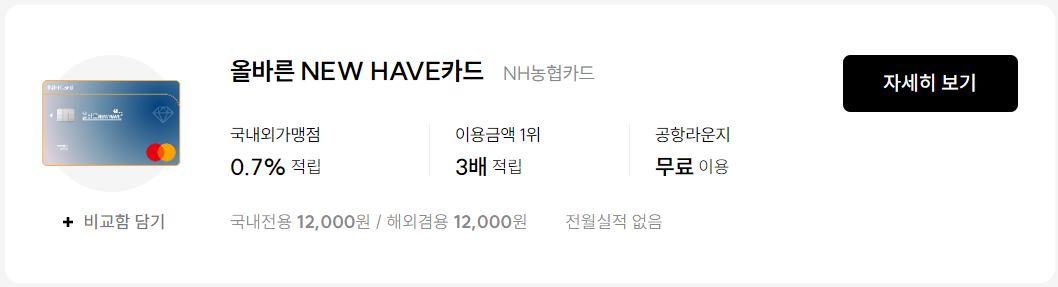 올바른 NEW HAVE카드 NH농협카드
자세히 보기
NH Card
국내외가맹점
0.7% 적립
이용금액 1위
3배 적립
공항라운지
무료 이용
+ 비교함 담기
국내전용 12,000원 / 해외겸용 12,000원
전월실적 없음